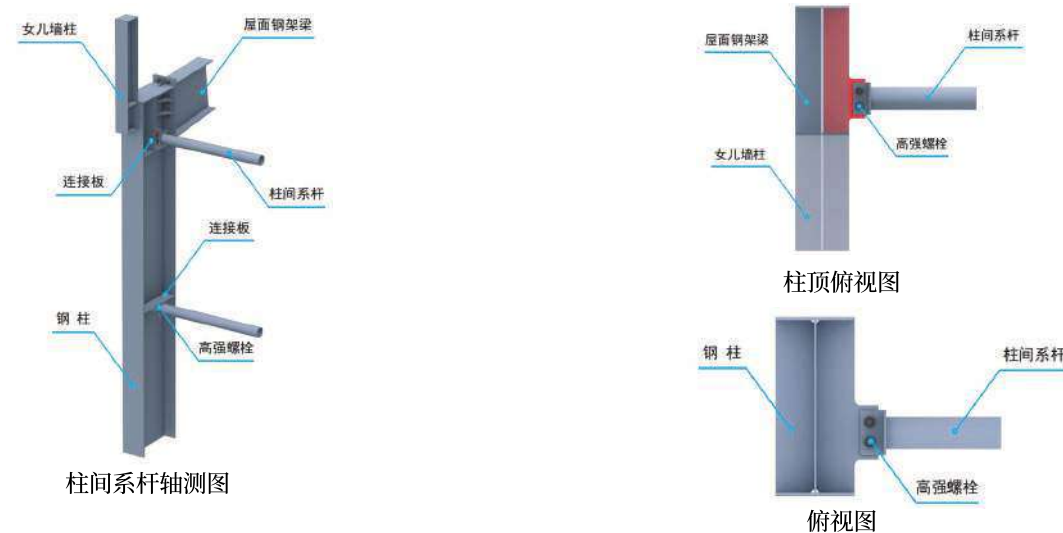 女儿墙柱
屋面钢架梁
连接板
柱间系杆
连接板
钢 柱
高强螺栓
柱间系杆轴测图
屋面钢架梁
柱间系杆
高强螺栓
女儿墙柱
柱顶俯视图
钢 柱
柱间系杆
高强螺栓
俯视图